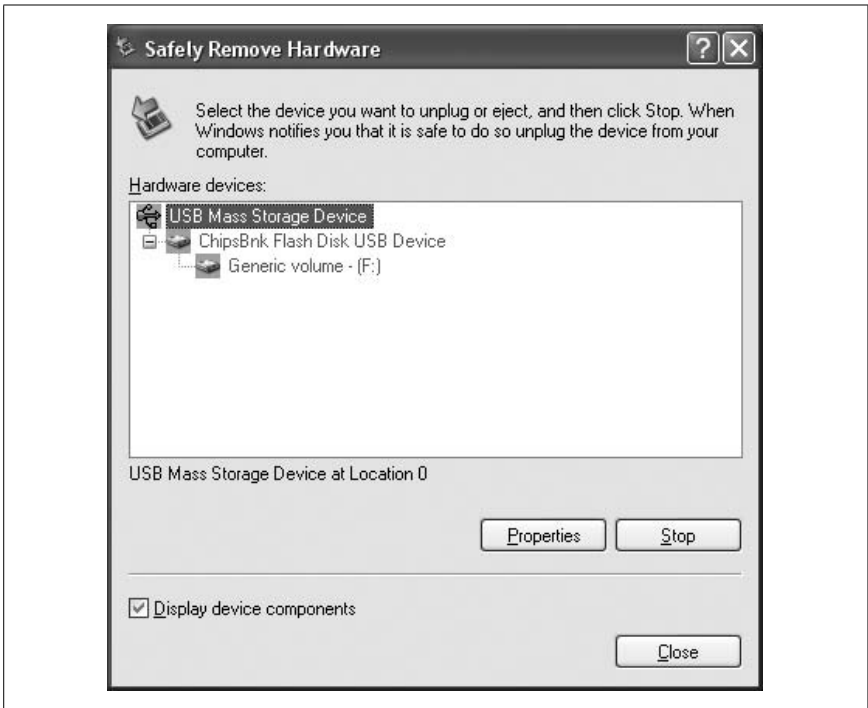 Safely Remove Hardware
Select the device you want to unplug or eject, and then click Stop. When
Windows notifies you that it is safe to do so unplug the device from your
computer.
Hardware devices:
USB Mass Storage Device
ChipsBnk Flash Disk USB Device
Generic volume - (F:)
USB Mass Storage Device at Location 0
Properties
Stop
Display device components
Close